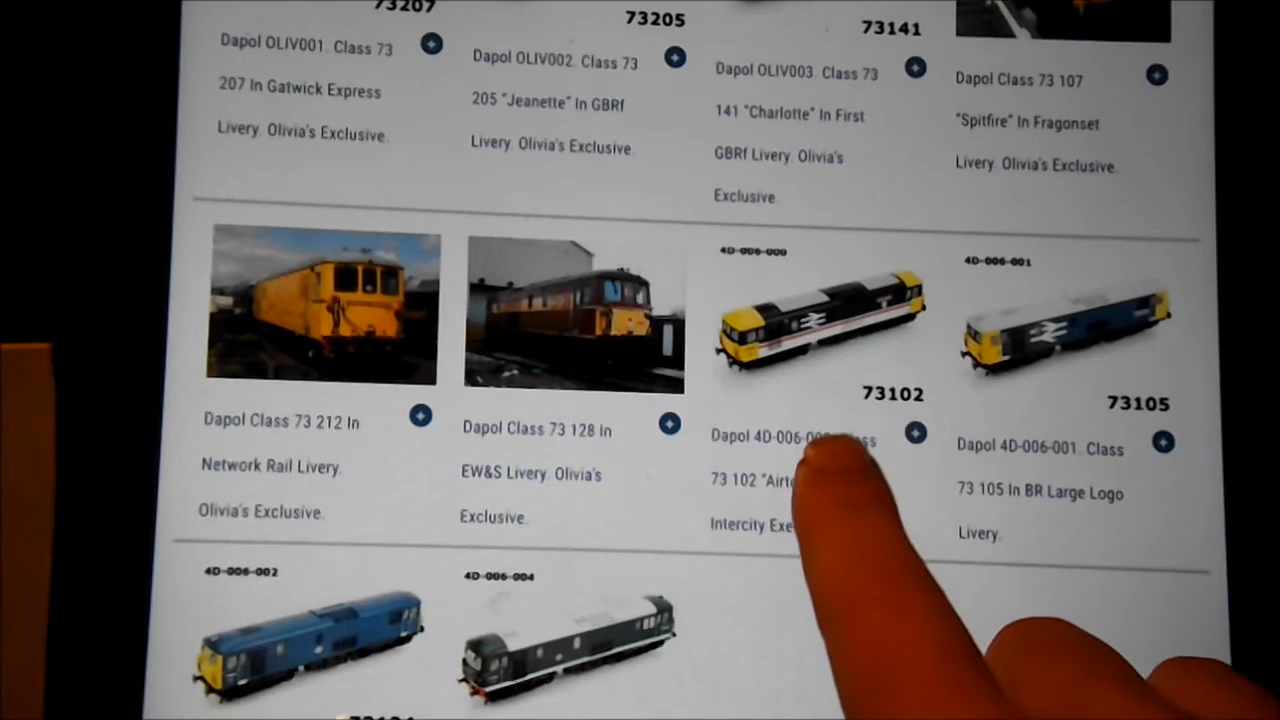 73207
73205
73141
Dapol OLIV001. Class 73
207 In Gatwick Express
Livery. Olivia's Exclusive.
Dapol OLIV002. Class 73
205 "Jeanette" In GBRf
Livery. Olivia's Exclusive.
Dapol OLIV003. Class 73
141 "Charlotte" In First
GBRf Livery. Olivia's
Exclusive.
Dapol Class 73 107
"Spitfire" In Fragonset
Livery. Olivia's Exclusive.
Dapol Class 73 212 In
Network Rail Livery.
Olivia's Exclusive.
Dapol Class 73 128 In
EW&S Livery. Olivia's
Exclusive.
4D-006-000
73102
Dapol 4D-006-
73 102
Intercity
4D-006-001
73105
Dapol 4D-006-001. Class
73 105 In BR Large Logo
Livery.
4D-006-002
4D-006-004